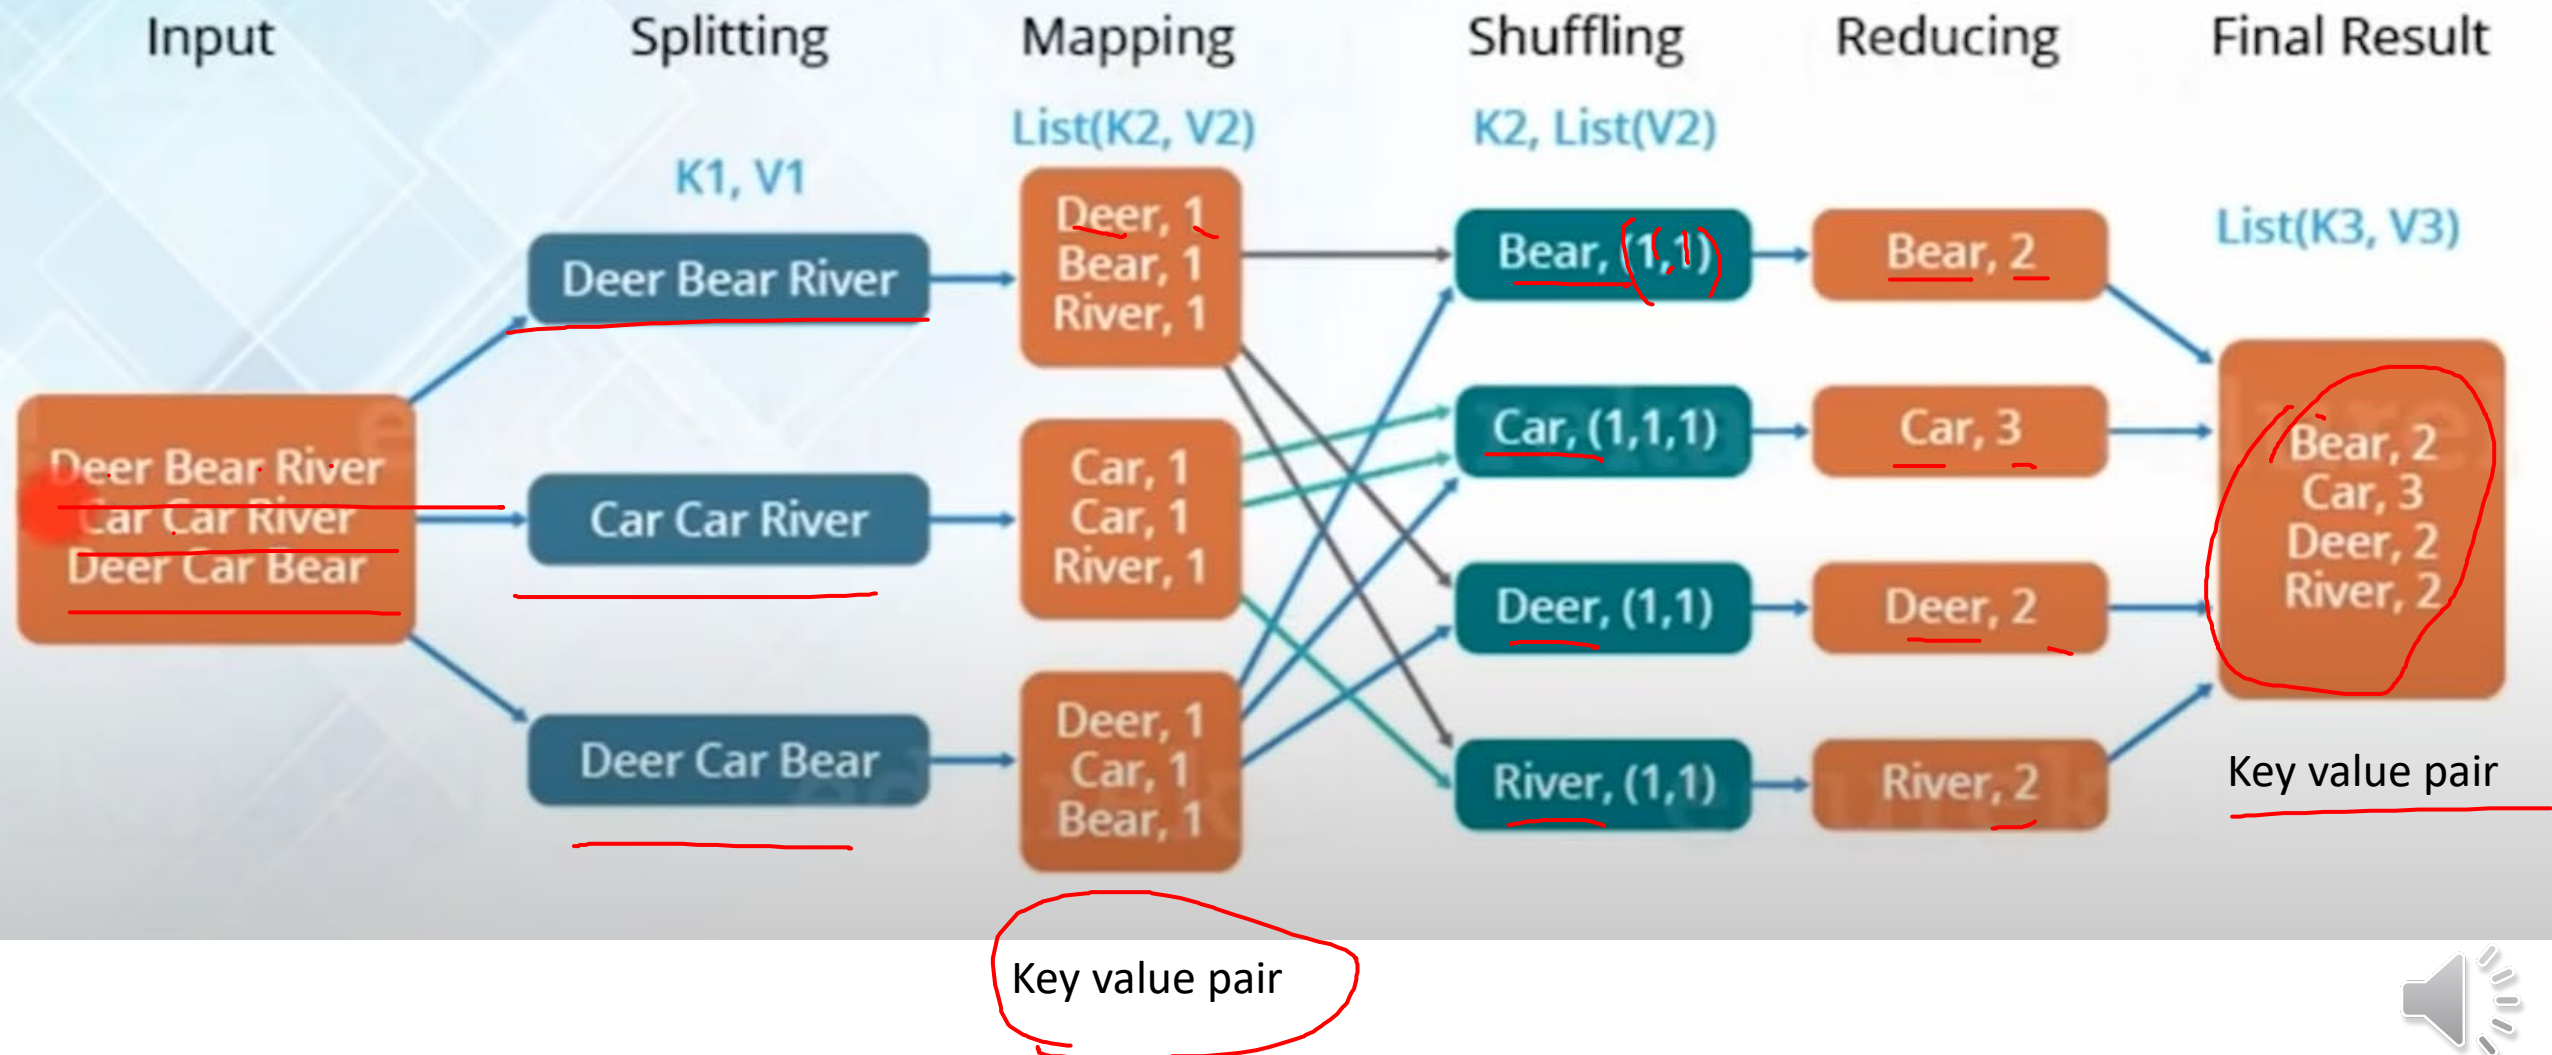 Input
Splitting
Mapping
Shuffling
Reducing
Final Result
K1, V1
List(K2, V2)
K2, List(V2)
List(K3, V3)
Deer Bear River
Car Car River
Deer Car Bear
Deer Bear River
Car Car River
Deer Car Bear
Deer, 1
Bear, 1
River, 1
Car, 1
Car, 1
River, 1
Deer, 1
Car, 1
Bear, 1
Bear, (1,1)
Car, (1,1,1)
Deer, (1,1)
River, (1,1)
Bear, 2
Car, 3
Deer, 2
River, 2
Bear, 2
Car, 3
Deer, 2
River, 2
Key value pair
Key value pair